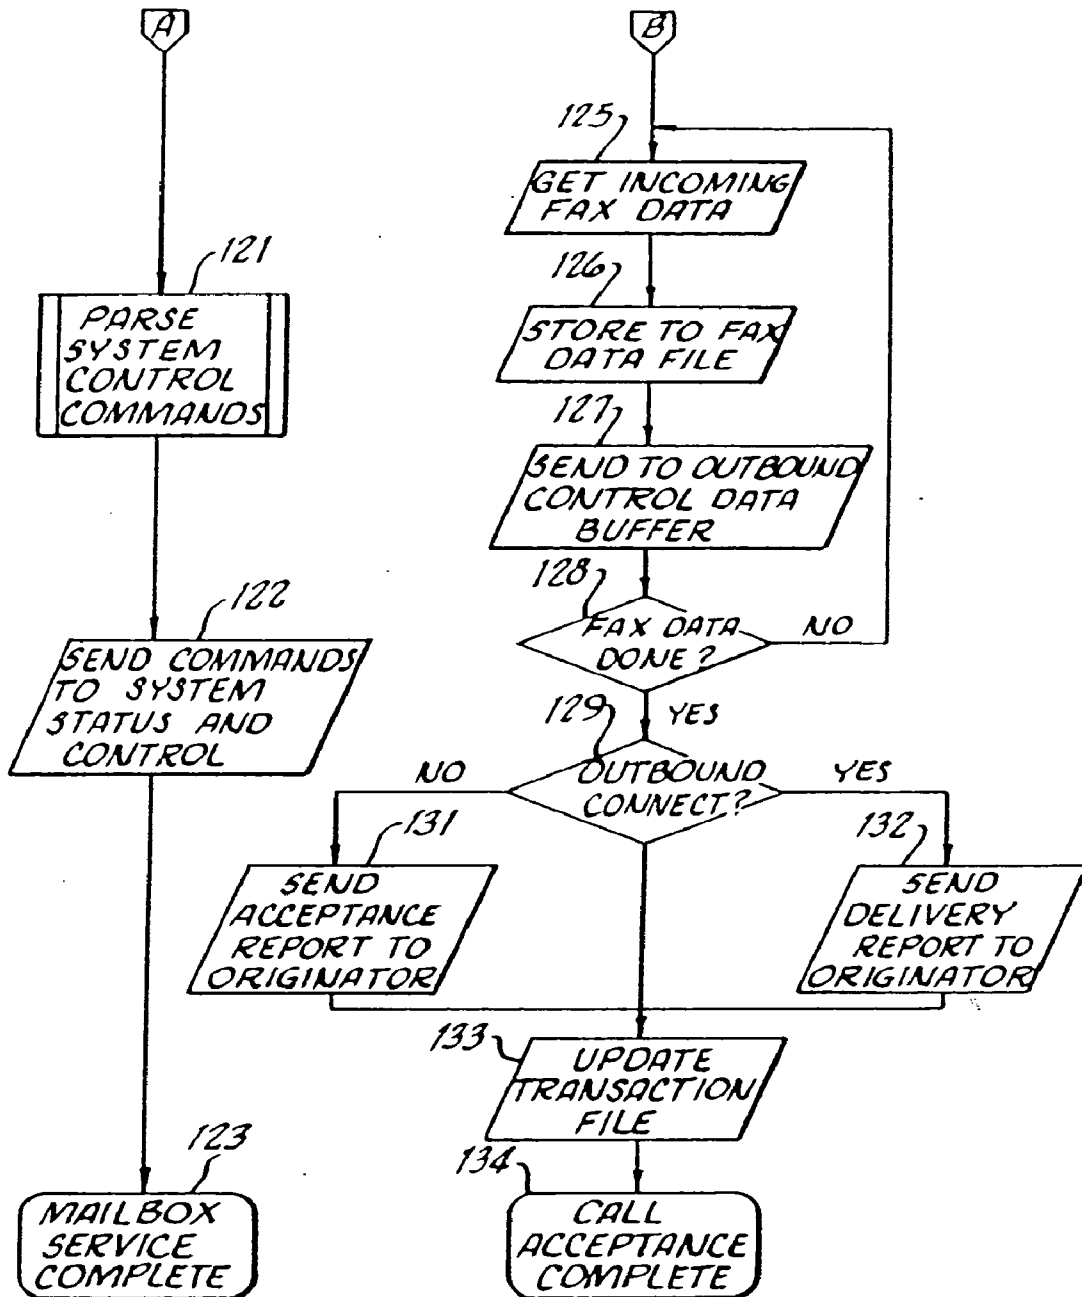 A
121
PARSE
SYSTEM
CONTROL
COMMANDS
122
SEND COMMANDS
TO SYSTEM
STATUS AND
CONTROL
123
MAILBOX
SERVICE
COMPLETE
B
125
GET INCOMING
FAX DATA
126
STORE TO FAX
DATA FILE
127
SEND TO OUTBOUND
CONTROL DATA
BUFFER
128
FAX DATA
DONE?
NO
YES
129
OUTBOUND
CONNECT?
NO
YES
131
SEND
ACCEPTANCE
REPORT TO
ORIGINATOR
132
SEND
DELIVERY
REPORT TO
ORIGINATOR
133
UPDATE
TRANSACTION
FILE
134
CALL
ACCEPTANCE
COMPLETE